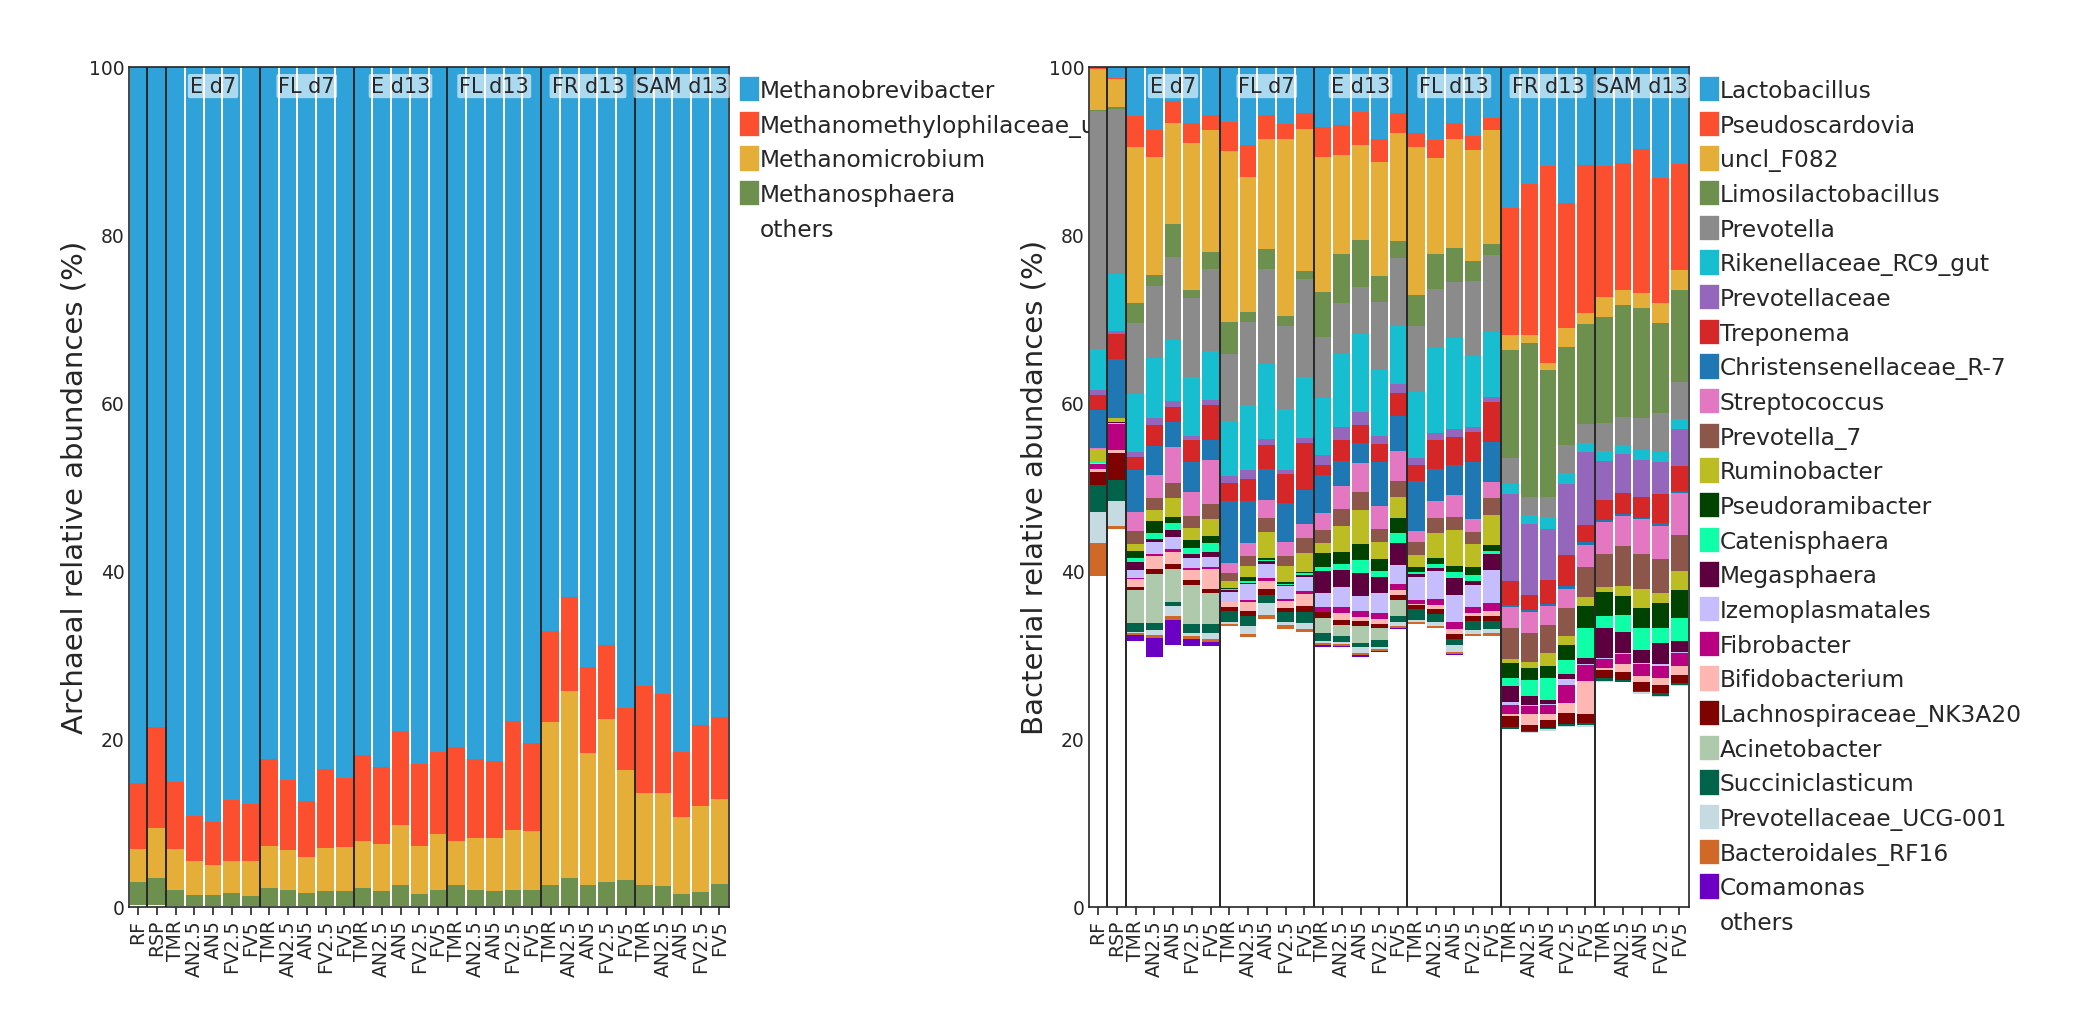 Archaeal relative abundances (%)
100
80
60
40
20
0
E d7
FL d7
E d13
FL d13
FR d13
SAM d13
RF
RSP
TMR
AN2.5
AN5
FV2.5
FV5
TMR
AN2.5
AN5
FV2.5
FV5
TMR
AN2.5
AN5
FV2.5
FV5
TMR
AN2.5
AN5
FV2.5
FV5
TMR
AN2.5
AN5
FV2.5
FV5
TMR
AN2.5
AN5
FV2.5
FV5
Methanobrevibacter
Methanomethylophilaceae_u
Methanomicrobium
Methanosphaera
others
Bacterial relative abundances (%)
100
80
60
40
20
0
E d7
FL d7
E d13
FL d13
FR d13
SAM d13
RF
RSP
TMR
AN2.5
AN5
FV2.5
FV5
TMR
AN2.5
AN5
FV2.5
FV5
TMR
AN2.5
AN5
FV2.5
FV5
TMR
AN2.5
AN5
FV2.5
FV5
TMR
AN2.5
AN5
FV2.5
FV5
TMR
AN2.5
AN5
FV2.5
FV5
Lactobacillus
Pseudoscardovia
uncl_F082
Limosilactobacillus
Prevotella
Rikenellaceae_RC9_gut
Prevotellaceae
Treponema
Christensenellaceae_R-7
Streptococcus
Prevotella_7
Ruminobacter
Pseudoramibacter
Catenisphaera
Megasphaera
Izemoplasmatales
Fibrobacter
Bifidobacterium
Lachnospiraceae_NK3A20
Acinetobacter
Succiniclasticum
Prevotellaceae_UCG-001
Bacteroidales_RF16
Comamonas
others